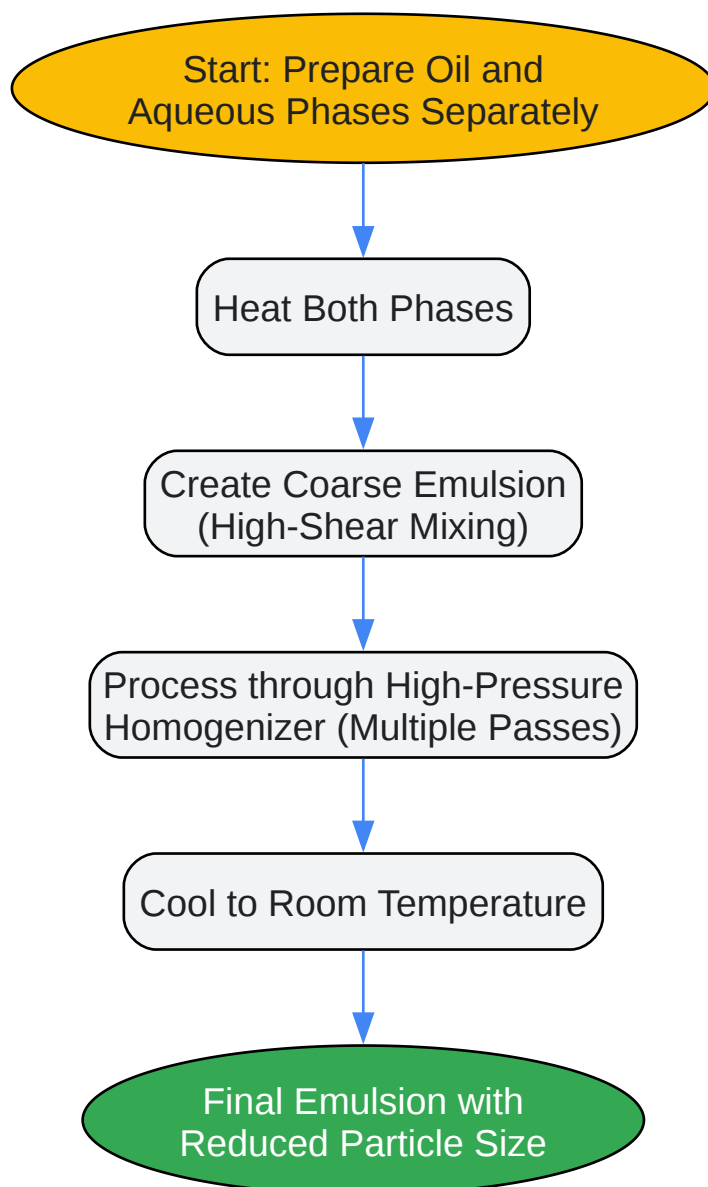 Start: Prepare Oil and
Aqueous Phases Separately
Heat Both Phases
Create Coarse Emulsion
(High-Shear Mixing)
Process through High-Pressure
Homogenizer (Multiple Passes)
Cool to Room Temperature
Final Emulsion with
Reduced Particle Size